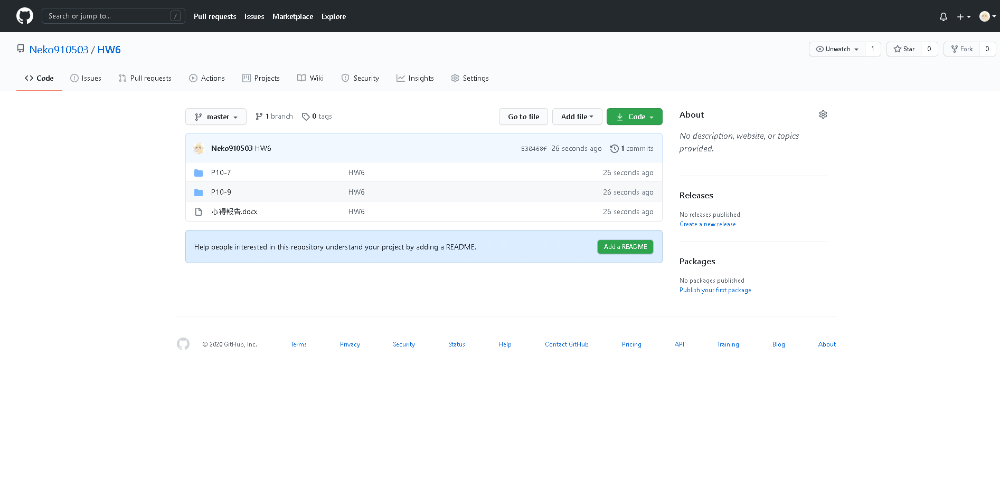 Search or jump to... /
Pull requests Issues Marketplace Explore
Neko910503 / HW6
Unwatch 1 Star 0 Fork 0
Code Issues Pull requests Actions Projects Wiki Security Insights Settings
master 1 branch 0 tags Go to file Add file Code
Neko910503 HW6 530468f 26 seconds ago 1 commits
P10-7 HW6 26 seconds ago
P10-9 HW6 26 seconds ago
心得報告.docx HW6 26 seconds ago
Help people interested in this repository understand your project by adding a README. Add a README
About
No description, website, or topics
provided.
Releases
No releases published
Create a new release
Packages
No packages published
Publish your first package
© 2020 GitHub, Inc. Terms Privacy Security Status Help Contact GitHub Pricing API Training Blog About